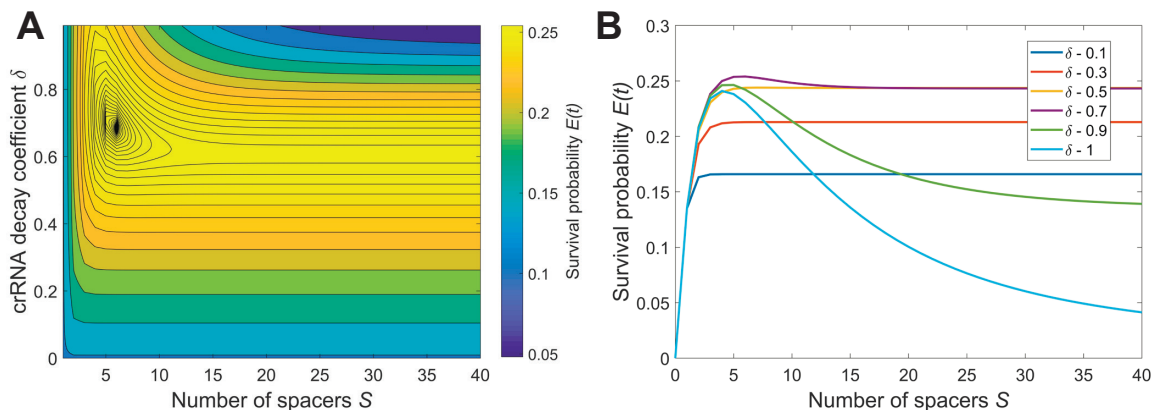 A
crRNA decay coefficient δ
0.8
0.6
0.4
0.2
0
5
10
15
20
25
30
35
40
Number of spacers S
0.25
0.2
0.15
0.1
0.05
Survival probability E(t)
B
Survival probability E(t)
0.3
0.25
0.2
0.15
0.1
0.05
0
0
5
10
15
20
25
30
35
40
Number of spacers S
δ - 0.1
δ - 0.3
δ - 0.5
δ - 0.7
δ - 0.9
δ - 1